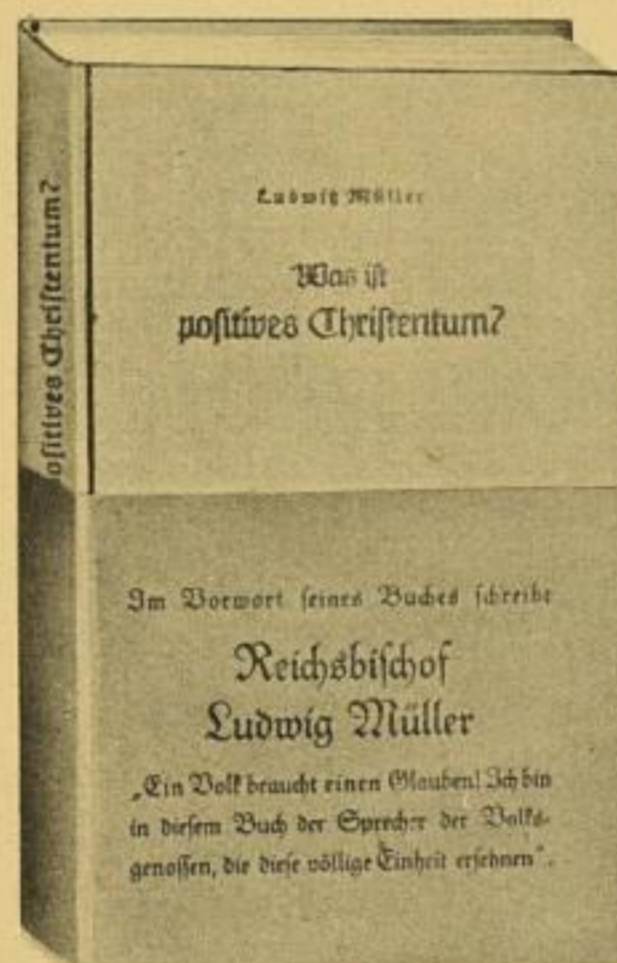 Ludwig Müller
Was ist
positives Christentum?
ositives Christentum?
Im Vorwort seines Buches schreibt
Reichsbischof
Ludwig Müller
„Ein Volk braucht einen Glauben! Ich bin
in diesem Buch der Sprecher der Volks-
genossen, die diese völlige Einheit ersehnen“.